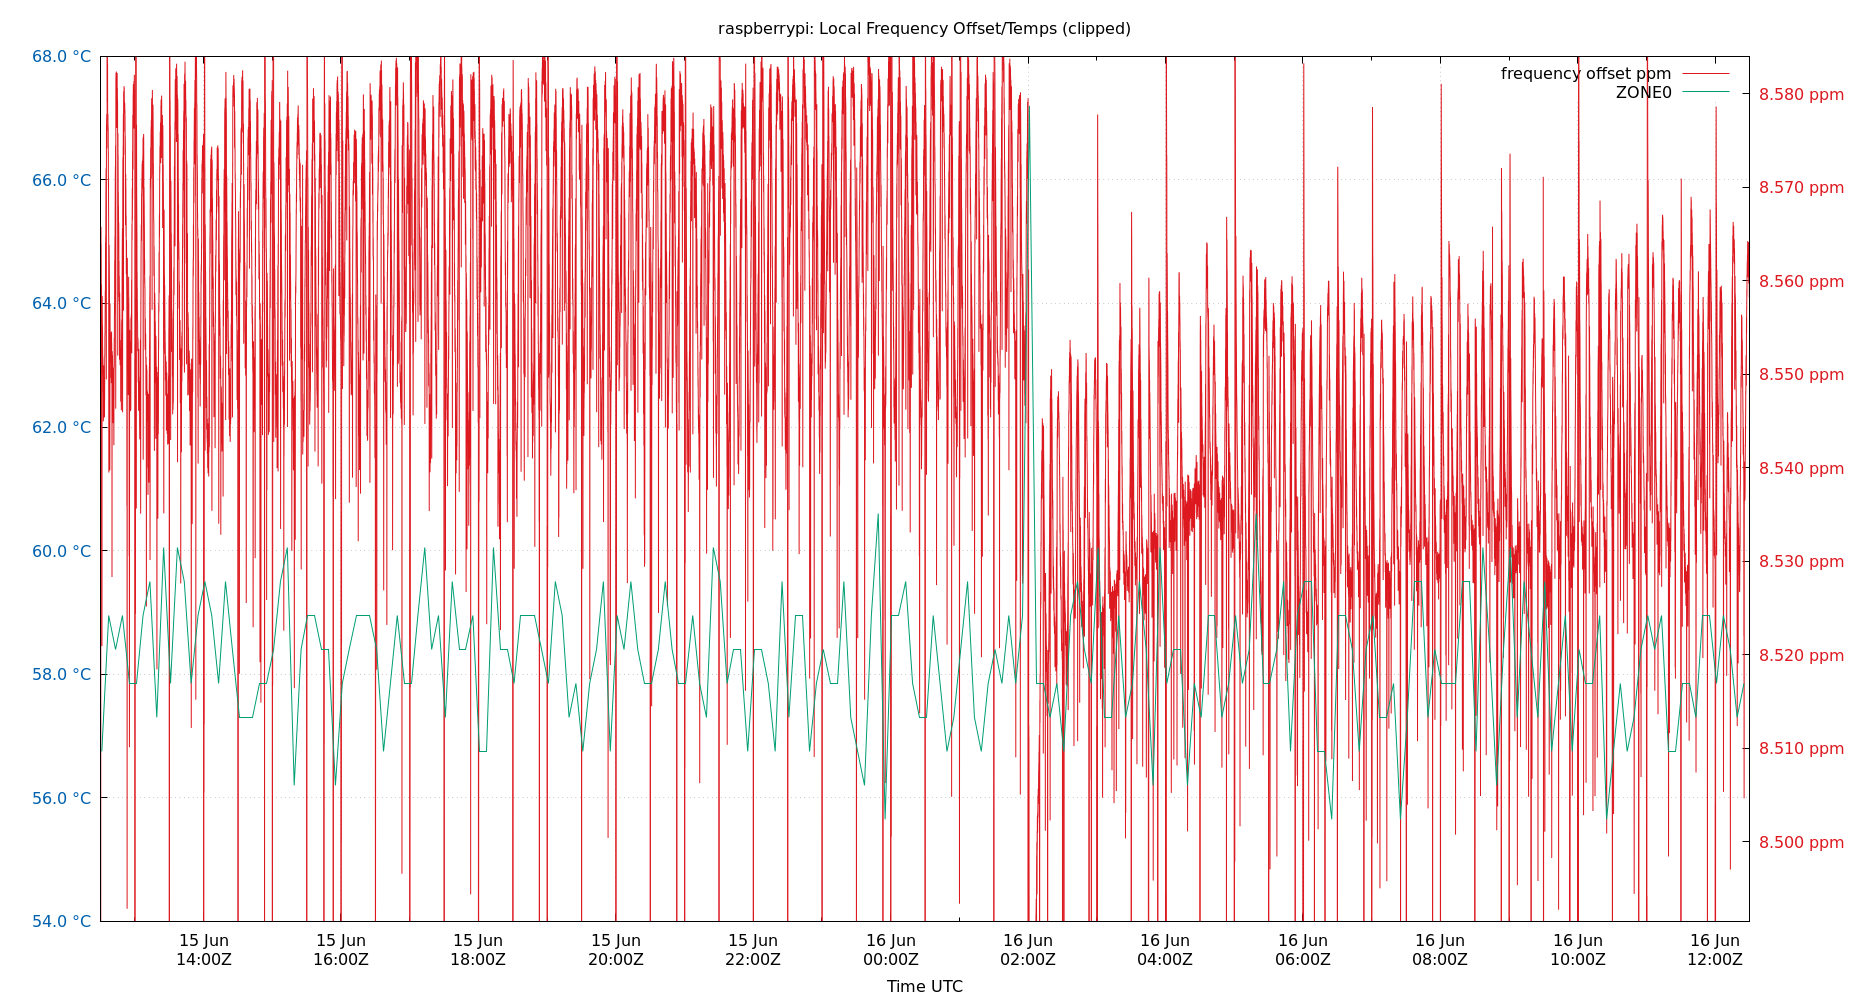 raspberrypi: Local Frequency Offset/Temps (clipped)
68.0 °C
66.0 °C
64.0 °C
62.0 °C
60.0 °C
58.0 °C
56.0 °C
54.0 °C
frequency offset ppm
ZONE0
8.580 ppm
8.570 ppm
8.560 ppm
8.550 ppm
8.540 ppm
8.530 ppm
8.520 ppm
8.510 ppm
8.500 ppm
15 Jun 15 Jun 15 Jun 15 Jun 15 Jun 16 Jun 16 Jun 16 Jun 16 Jun 16 Jun 16 Jun 16 Jun
14:00Z 16:00Z 18:00Z 20:00Z 22:00Z 00:00Z 02:00Z 04:00Z 06:00Z 08:00Z 10:00Z 12:00Z
Time UTC